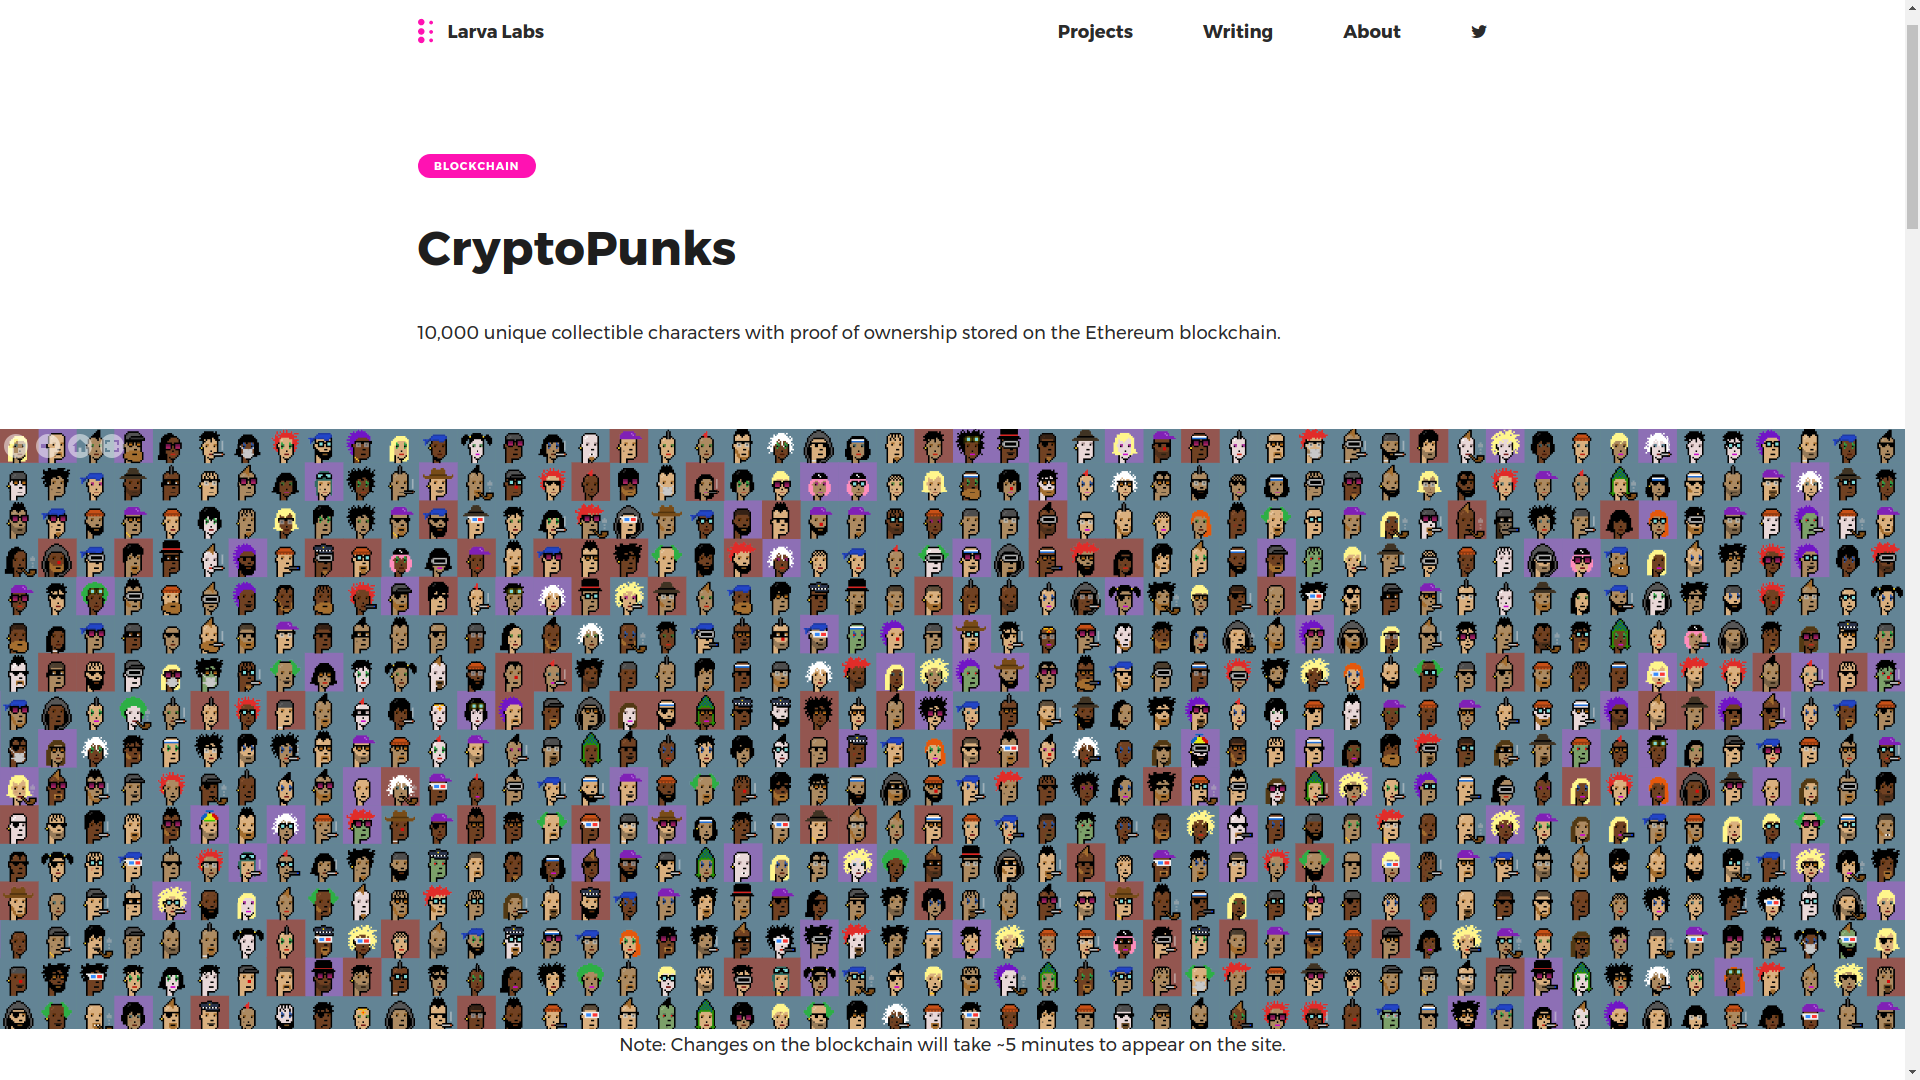 Larva Labs
Projects
Writing
About
BLOCKCHAIN
CryptoPunks
10,000 unique collectible characters with proof of ownership stored on the Ethereum blockchain.
Note: Changes on the blockchain will take ~5 minutes to appear on the site.